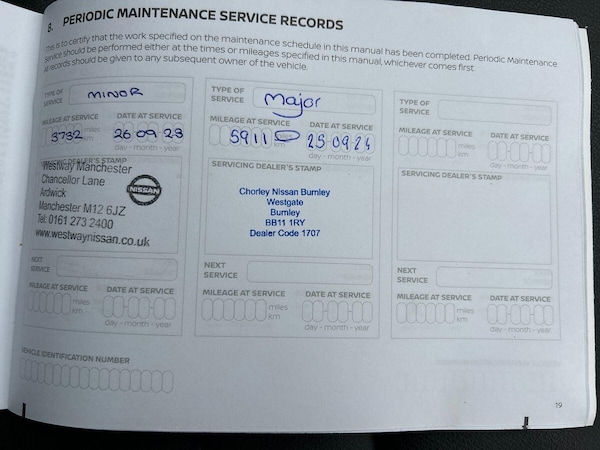 8. PERIODIC MAINTENANCE SERVICE RECORDS
This is to certify that the work specified on the maintenance schedule in this manual has been completed. Periodic Maintenance
Service should be performed either at the times or mileages specified in this manual, whichever comes first.
All records should be given to any subsequent owner of the vehicle.
TYPE OF SERVICE MINOR
MILEAGE AT SERVICE DATE AT SERVICE
3732 miles km 26 09 23
day - month - year
SERVICING DEALER'S STAMP
Westway Manchester
Chancellor Lane
Ardwick
Manchester M12 6JZ
Tel: 0161 273 2400
www.westwaynissan.co.uk
NISSAN
NEXT SERVICE
MILEAGE AT SERVICE DATE AT SERVICE
miles km
day - month - year
TYPE OF SERVICE Major
MILEAGE AT SERVICE DATE AT SERVICE
5911 miles km 25 09 24
day - month - year
SERVICING DEALER'S STAMP
Chorley Nissan Burnley
Westgate
Burnley
BB11 1RY
Dealer Code 1707
NEXT SERVICE
MILEAGE AT SERVICE DATE AT SERVICE
miles km
day - month - year
TYPE OF SERVICE
MILEAGE AT SERVICE DATE AT SERVICE
miles km
day - month - year
SERVICING DEALER'S STAMP
NEXT SERVICE
MILEAGE AT SERVICE DATE AT SERVICE
miles km
day - month - year
VEHICLE IDENTIFICATION NUMBER
19